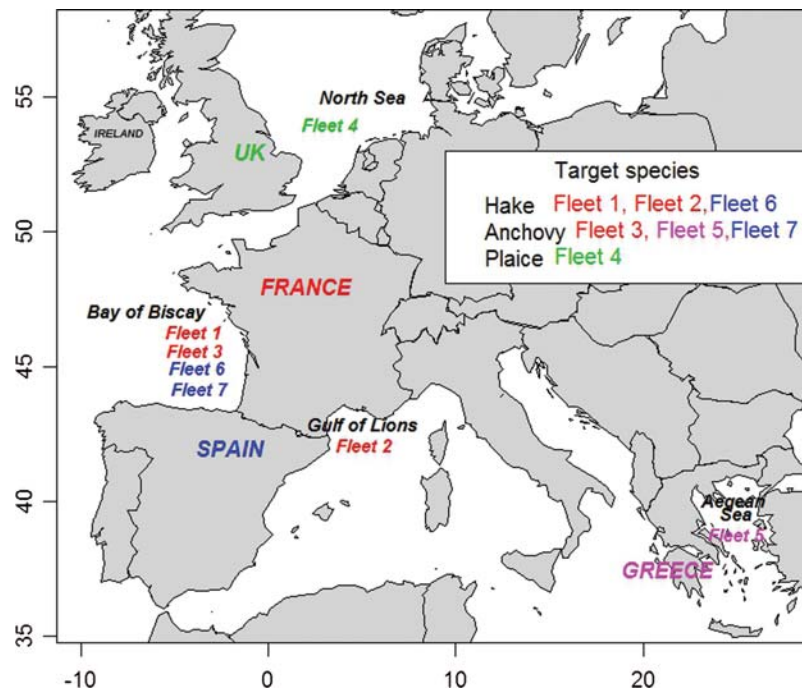 55
50
45
40
35
-10
0
10
20
North Sea
Fleet 4
IRELAND
UK
Target species
Hake Fleet 1, Fleet 2, Fleet 6
Anchovy Fleet 3, Fleet 5, Fleet 7
Plaice Fleet 4
FRANCE
Bay of Biscay
Fleet 1
Fleet 3
Fleet 6
Fleet 7
Gulf of Lions
Fleet 2
SPAIN
Aegean
Sea
Fleet 5
GREECE